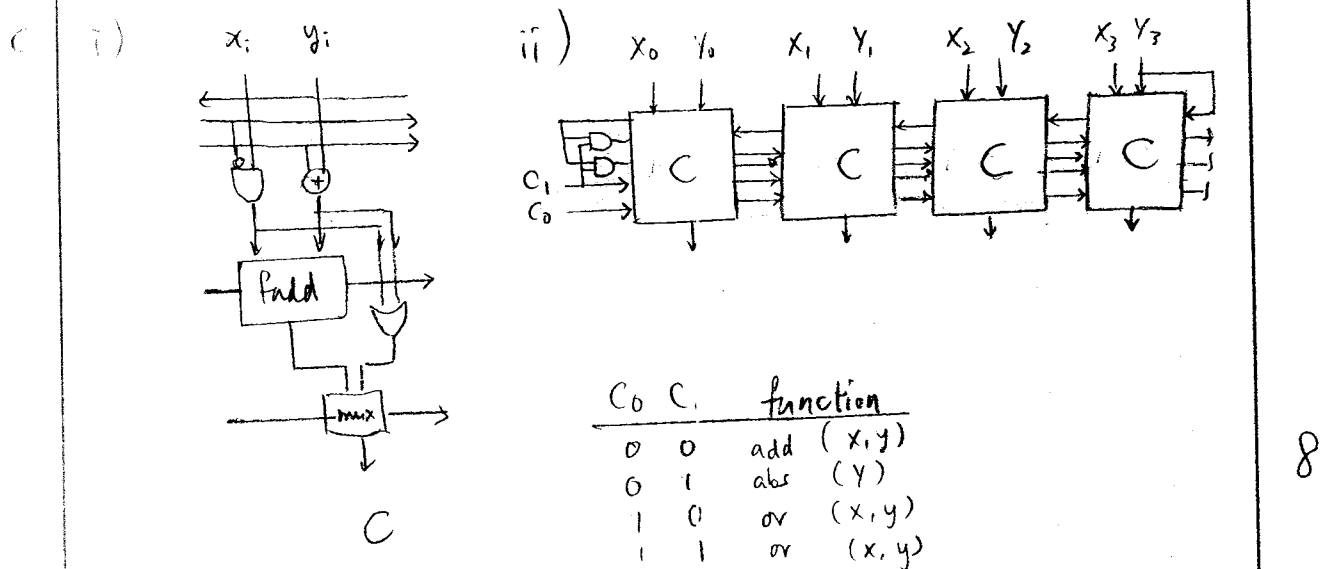 c i) xᵢ yᵢ ii) X₀ Y₀ X₁ Y₁ X₂ Y₂ X₃ Y₃
+
C C C C
C₁
C₀
fadd
mux
C
C₀ C₁ function
0 0 add (x, y)
0 1 abs (Y)
1 0 or (x, y)
1 1 or (x, y)
8